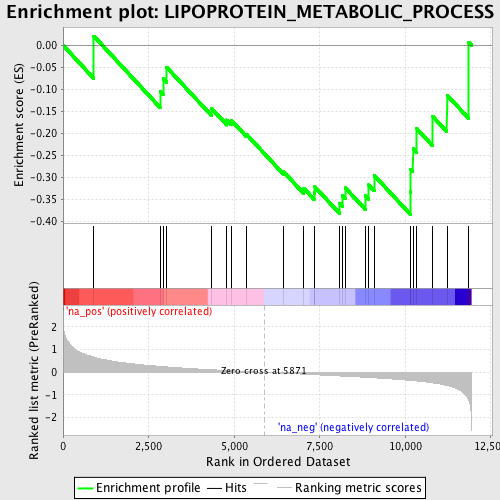 Enrichment plot: LIPOPROTEIN_METABOLIC_PROCESS
Enrichment score (ES)
0.00
-0.05
-0.10
-0.15
-0.20
-0.25
-0.30
-0.35
-0.40
'na_pos' (positively correlated)
Ranked list metric (PreRanked)
2
1
0
-1
-2
Zero cross at 5871
'na_neg' (negatively correlated)
0
2,500
5,000
7,500
10,000
12,500
Rank in Ordered Dataset
Enrichment profile
Hits
Ranking metric scores